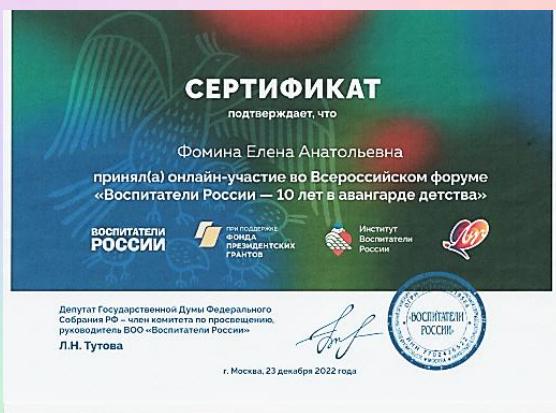 СЕРТИФИКАТ
подтверждает, что
Фомина Елена Анатольевна
принял(а) онлайн-участие во Всероссийском форуме
«Воспитатели России — 10 лет в авангарде детства»
ВОСПИТАТЕЛИ
РОССИИ
ПРИ ПОДДЕРЖКЕ
ФОНДА
ПРЕЗИДЕНТСКИХ
ГРАНТОВ
Институт
Воспитатели
России
Депутат Государственной Думы Федерального
Собрания РФ – член комитета по просвещению,
руководитель ВОО «Воспитатели России»
Л.Н. Тутова
«ВОСПИТАТЕЛИ
РОССИИ»
г. Москва, 23 декабря 2022 года